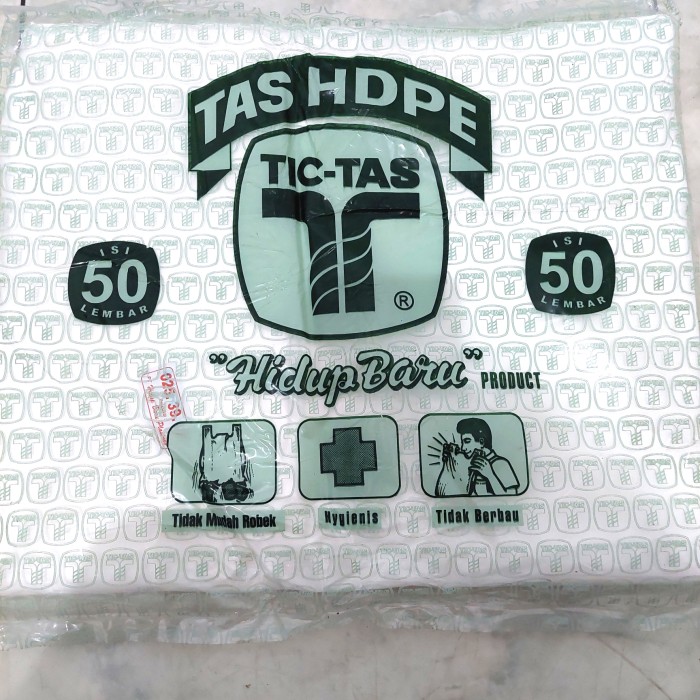 TAS HDPE
TIC-TAS
®
ISI
50
LEMBAR
ISI
50
LEMBAR
"Hidup Baru" PRODUCT
Tidak Mudah Robek
Hygienis
Tidak Berbau